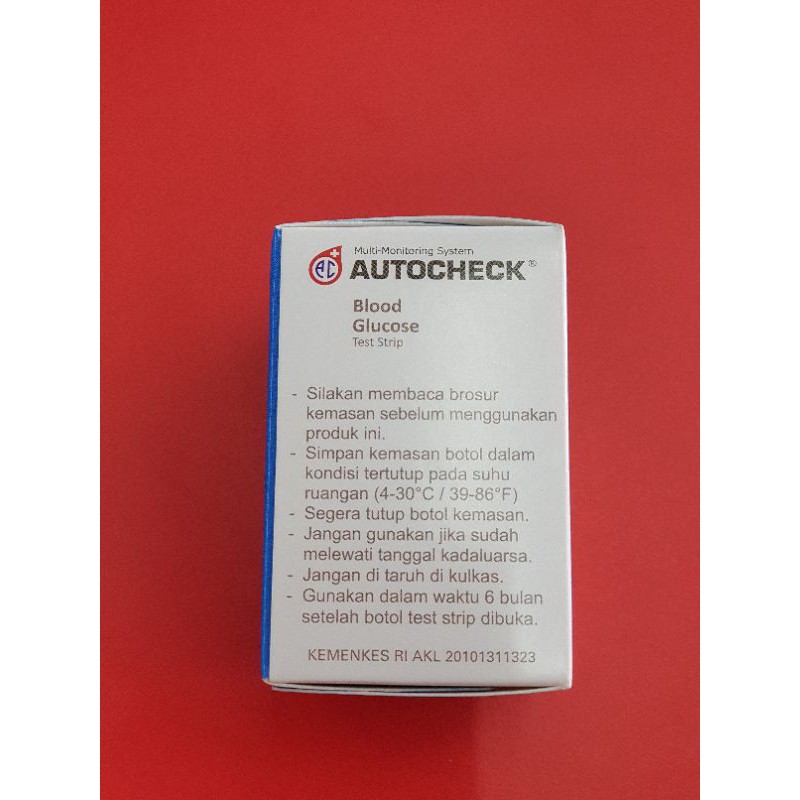 Multi-Monitoring System
AC AUTOCHECK®
Blood
Glucose
Test Strip
- Silakan membaca brosur
kemasan sebelum menggunakan
produk ini.
- Simpan kemasan botol dalam
kondisi tertutup pada suhu
ruangan (4-30°C / 39-86°F)
- Segera tutup botol kemasan.
- Jangan gunakan jika sudah
melewati tanggal kadaluarsa.
- Jangan di taruh di kulkas.
- Gunakan dalam waktu 6 bulan
setelah botol test strip dibuka.
KEMENKES RI AKL 20101311323